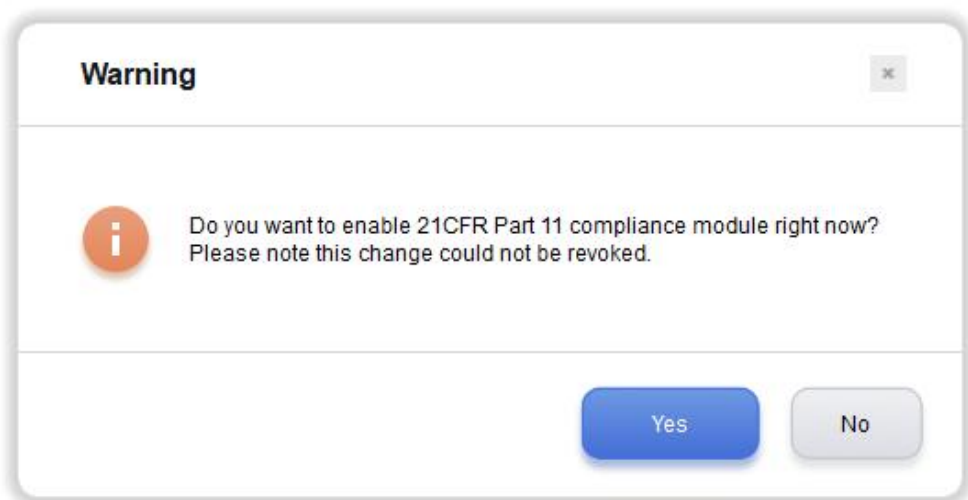 Warning
Do you want to enable 21CFR Part 11 compliance module right now?
Please note this change could not be revoked.
Yes
No